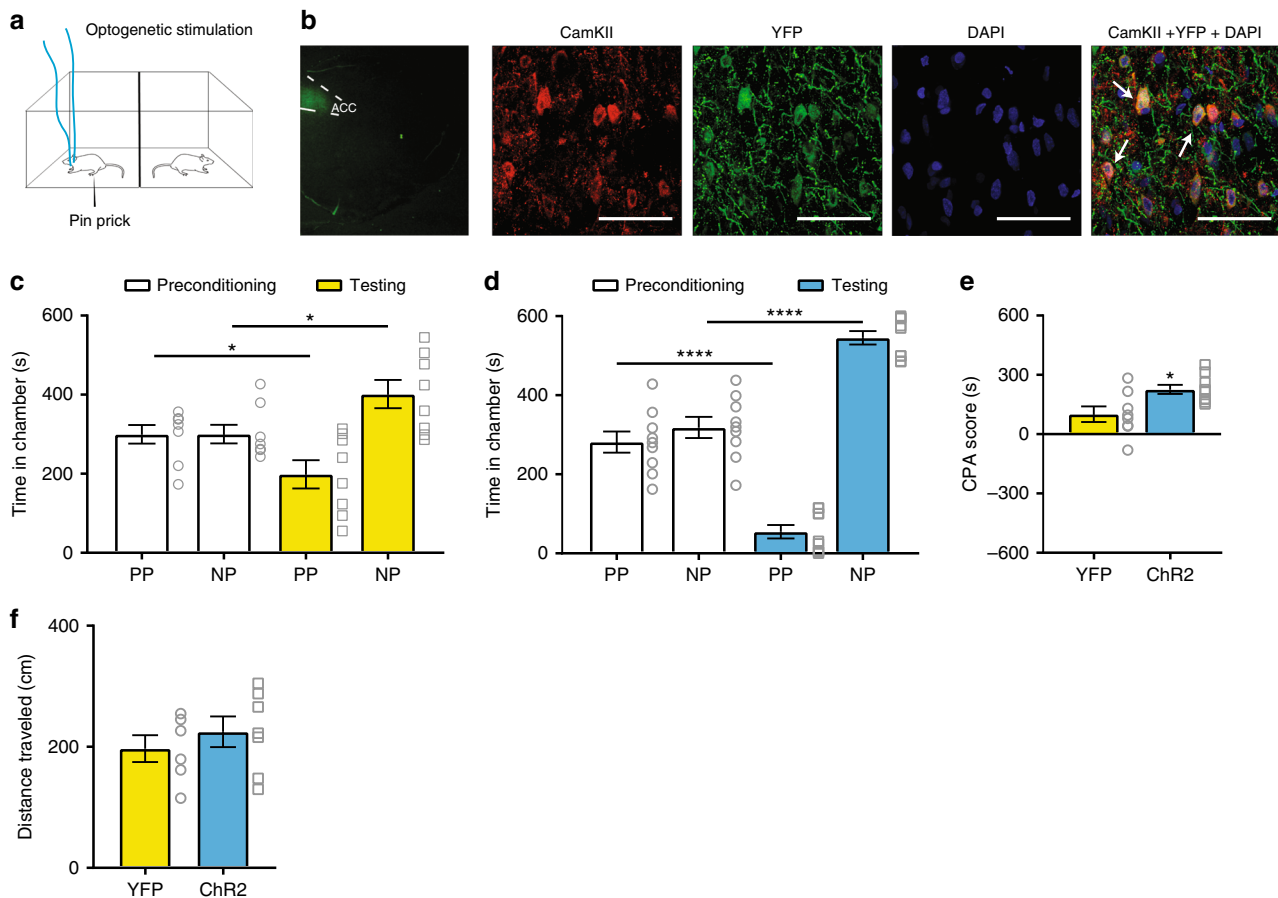 a
Optogenetic stimulation
Pin prick
b
ACC
CamKII
YFP
DAPI
CamKII +YFP + DAPI
c
Preconditioning
Testing
Time in chamber (s)
600
400
200
0
*
*
PP
NP
PP
NP
d
Preconditioning
Testing
Time in chamber (s)
600
400
200
0
****
****
PP
NP
PP
NP
e
CPA score (s)
600
300
0
−300
−600
*
YFP
ChR2
f
Distance traveled (cm)
400
200
0
YFP
ChR2